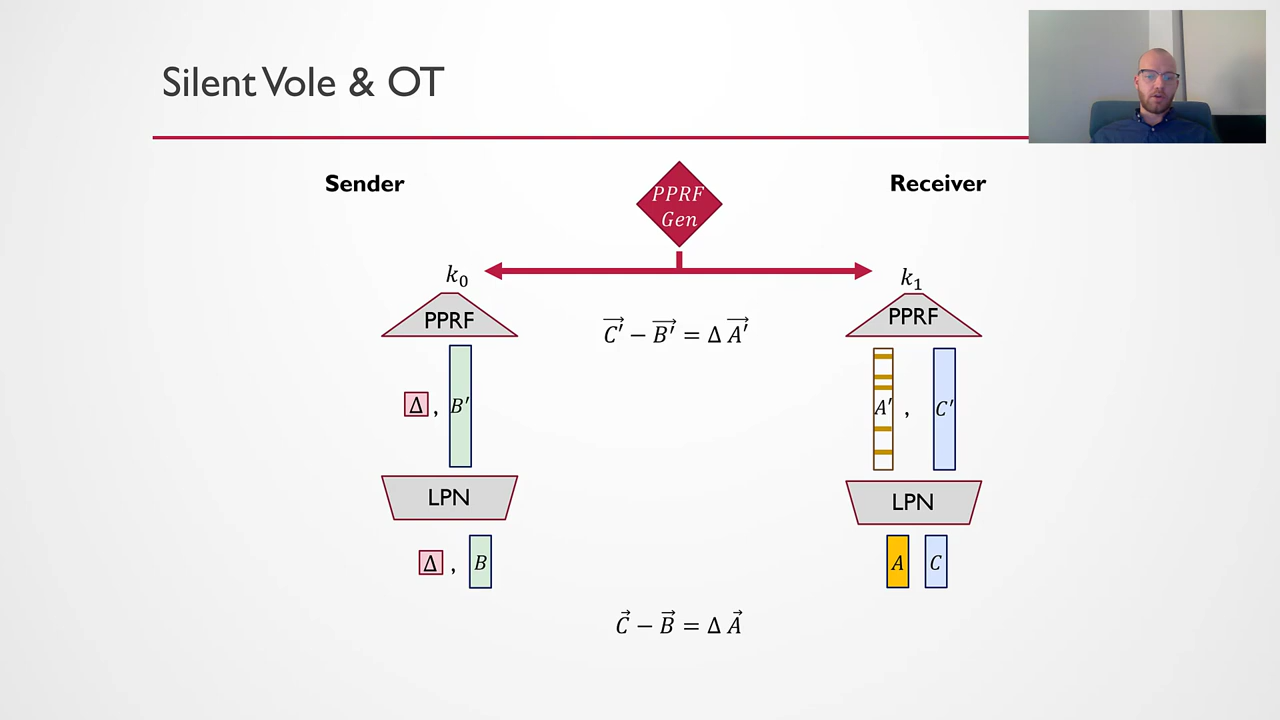 Silent Vole & OT
Sender
PPRF
Gen
Receiver
k₀
k₁
PPRF
PPRF
C⃗′ − B⃗′ = Δ A⃗′
Δ , B′
A′ , C′
LPN
LPN
Δ , B
A C
C⃗ − B⃗ = Δ A⃗